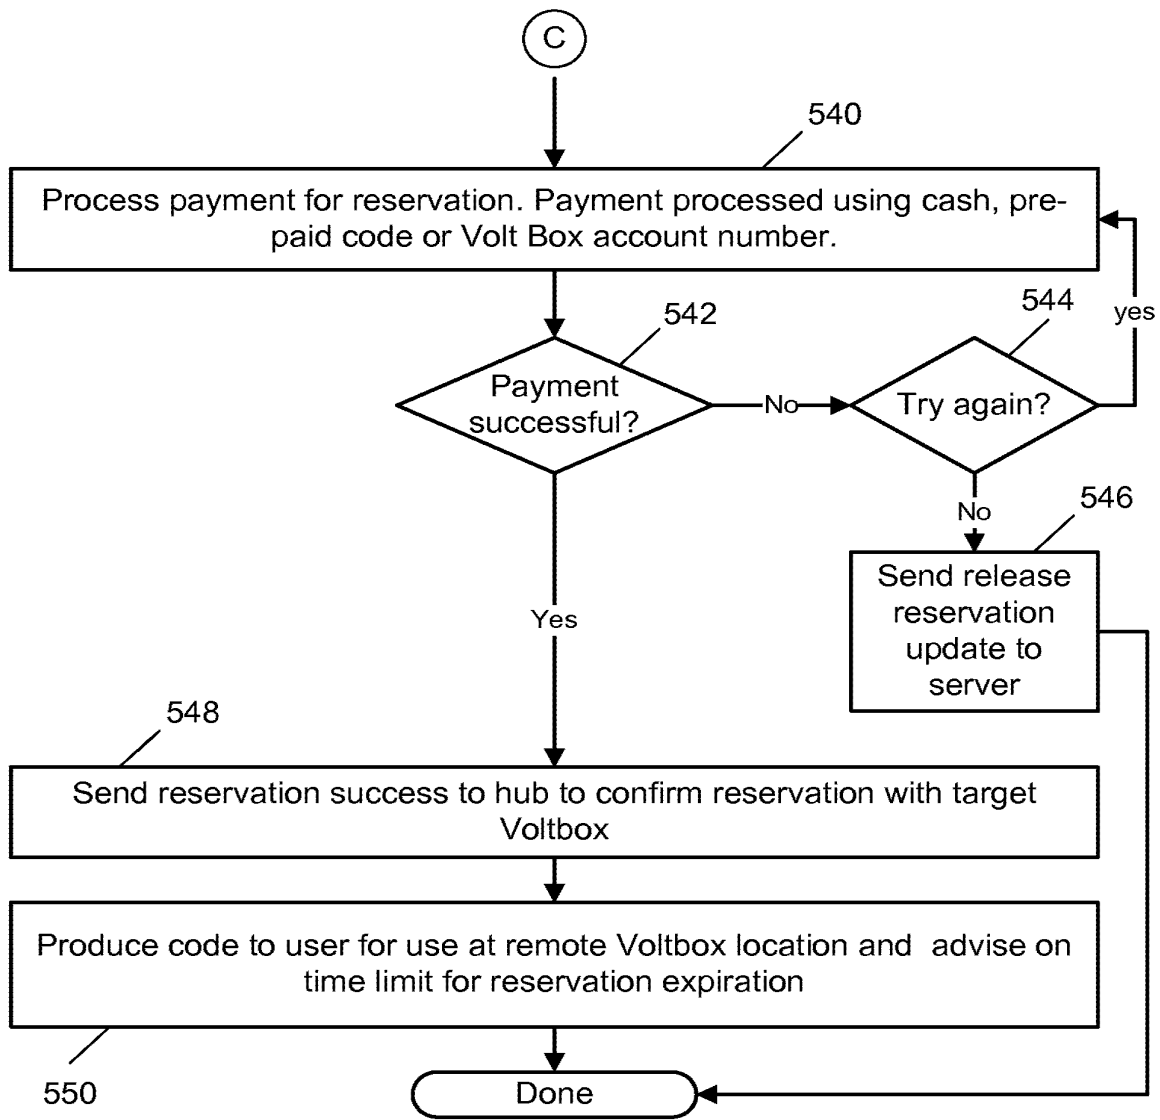 C
540
Process payment for reservation. Payment processed using cash, pre-
paid code or Volt Box account number.
542
544
yes
Payment
successful?
No
Try again?
No
546
Send release
reservation
update to
server
Yes
548
Send reservation success to hub to confirm reservation with target
Voltbox
Produce code to user for use at remote Voltbox location and  advise on
time limit for reservation expiration
550
Done